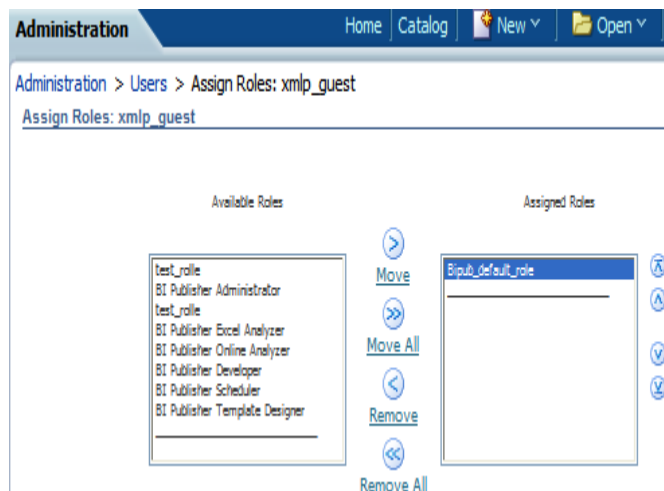 Administration
Home Catalog New Open
Administration > Users > Assign Roles: xmlp_guest
Assign Roles: xmlp_guest
Available Roles
Assigned Roles
test_rolle
BI Publisher Administrator
test_rolle
BI Publisher Excel Analyzer
BI Publisher Online Analyzer
BI Publisher Developer
BI Publisher Scheduler
BI Publisher Template Designer
Move
Move All
Remove
Remove All
Bipub_default_role